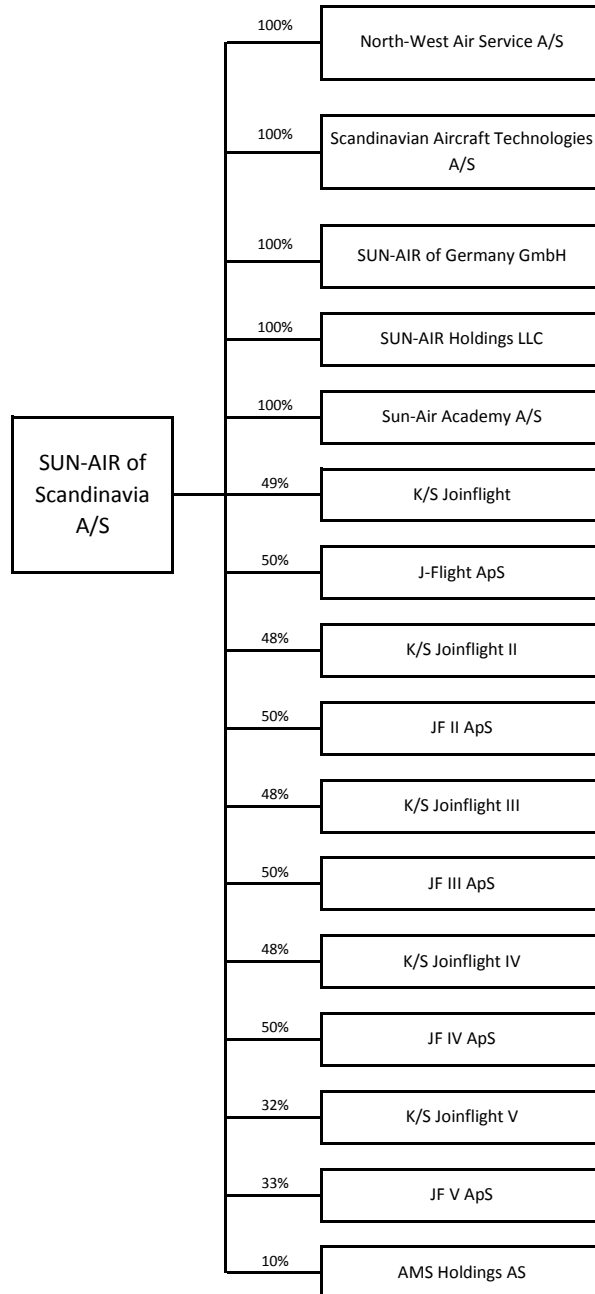 100%
North-West Air Service A/S
100%
Scandinavian Aircraft Technologies
A/S
100%
SUN-AIR of Germany GmbH
100%
SUN-AIR Holdings LLC
100%
Sun-Air Academy A/S
SUN-AIR of
Scandinavia
A/S
49%
K/S Joinflight
50%
J-Flight ApS
48%
K/S Joinflight II
50%
JF II ApS
48%
K/S Joinflight III
50%
JF III ApS
48%
K/S Joinflight IV
50%
JF IV ApS
32%
K/S Joinflight V
33%
JF V ApS
10%
AMS Holdings AS